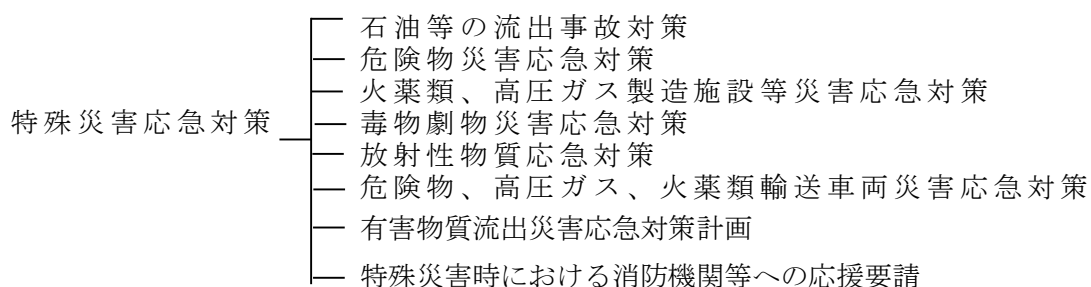 特殊災害応急対策
石油等の流出事故対策
危険物災害応急対策
火薬類、高圧ガス製造施設等災害応急対策
毒物劇物災害応急対策
放射性物質応急対策
危険物、高圧ガス、火薬類輸送車両災害応急対策
有害物質流出災害応急対策計画
特殊災害時における消防機関等への応援要請